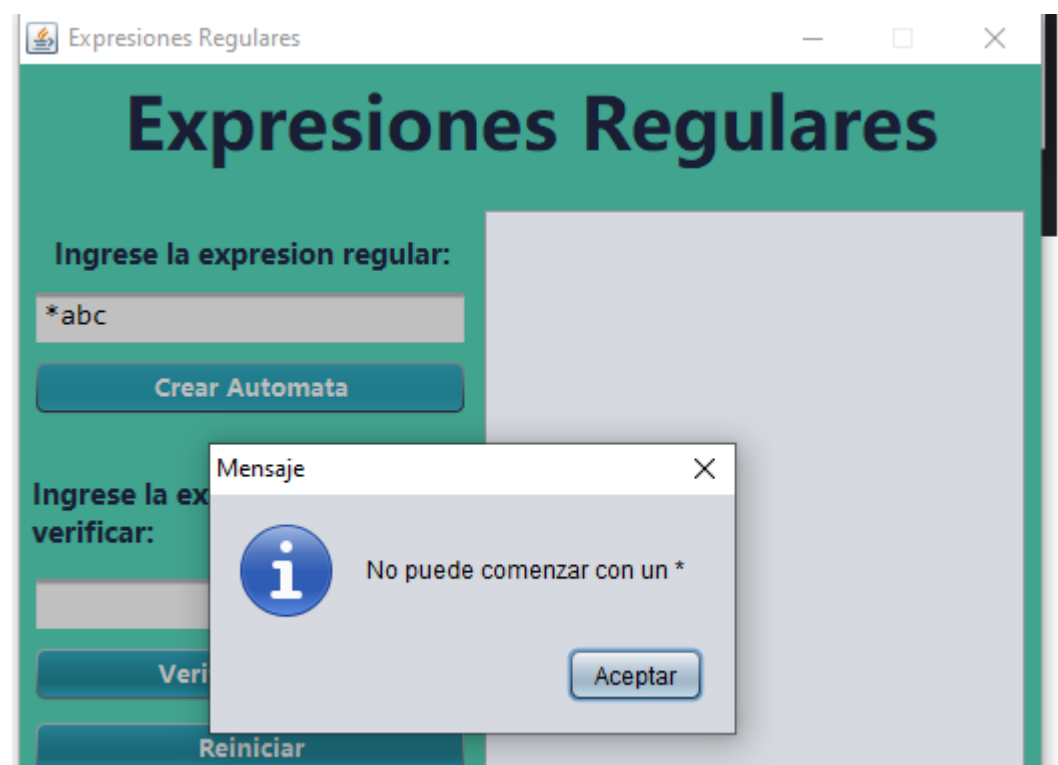 Expresiones Regulares
Expresiones Regulares
Ingrese la expresion regular:
*abc
Crear Automata
Ingrese la ex
verificar:
Mensaje
No puede comenzar con un *
Aceptar
Veri
Reiniciar